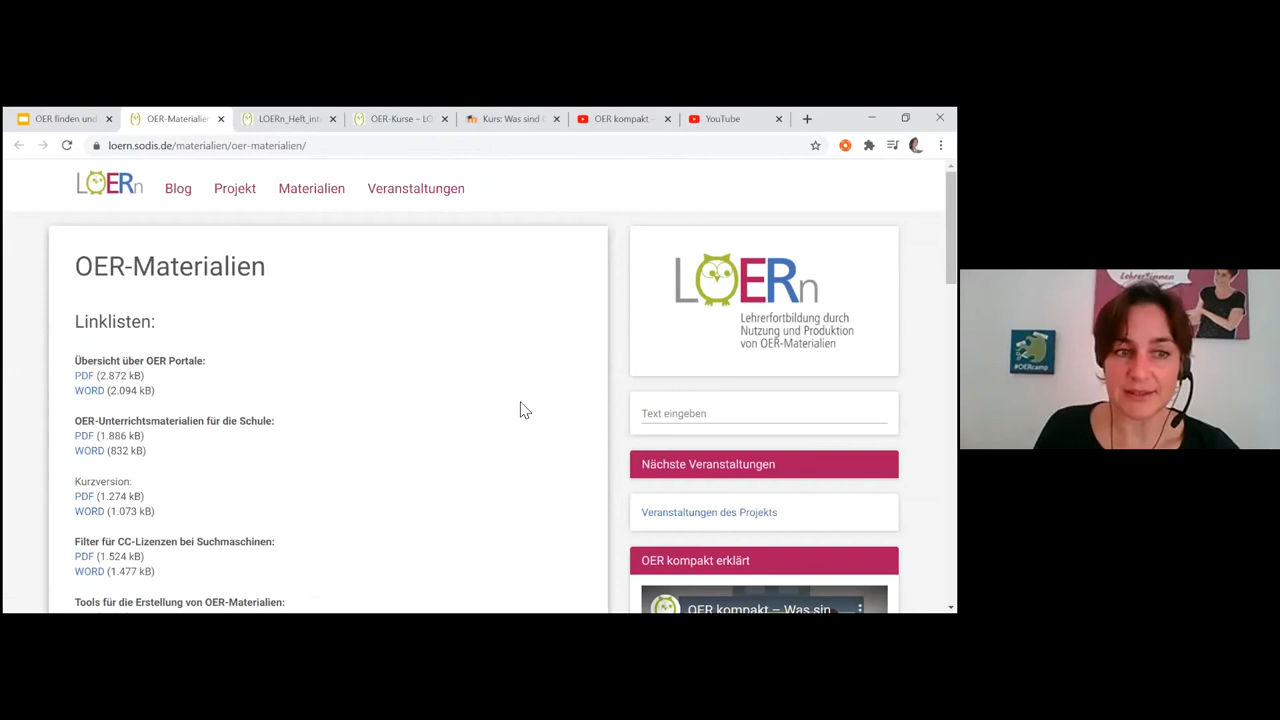 OER finden und
OER-Materialien
LOERn_Heft_int
OER-Kurse – LO
Kurs: Was sind
OER kompakt –
YouTube
loern.sodis.de/materialien/oer-materialien/
LOERn
Blog
Projekt
Materialien
Veranstaltungen
OER-Materialien
Linklisten:
Übersicht über OER Portale:
PDF (2.872 kB)
WORD (2.094 kB)
OER-Unterrichtsmaterialien für die Schule:
PDF (1.886 kB)
WORD (832 kB)
Kurzversion:
PDF (1.274 kB)
WORD (1.073 kB)
Filter für CC-Lizenzen bei Suchmaschinen:
PDF (1.524 kB)
WORD (1.477 kB)
Tools für die Erstellung von OER-Materialien:
LOERn
Lehrerfortbildung durch
Nutzung und Produktion
von OER-Materialien
Text eingeben
Nächste Veranstaltungen
Veranstaltungen des Projekts
OER kompakt erklärt
OER kompakt – Was sin
Lehrer*innen
#OERcamp